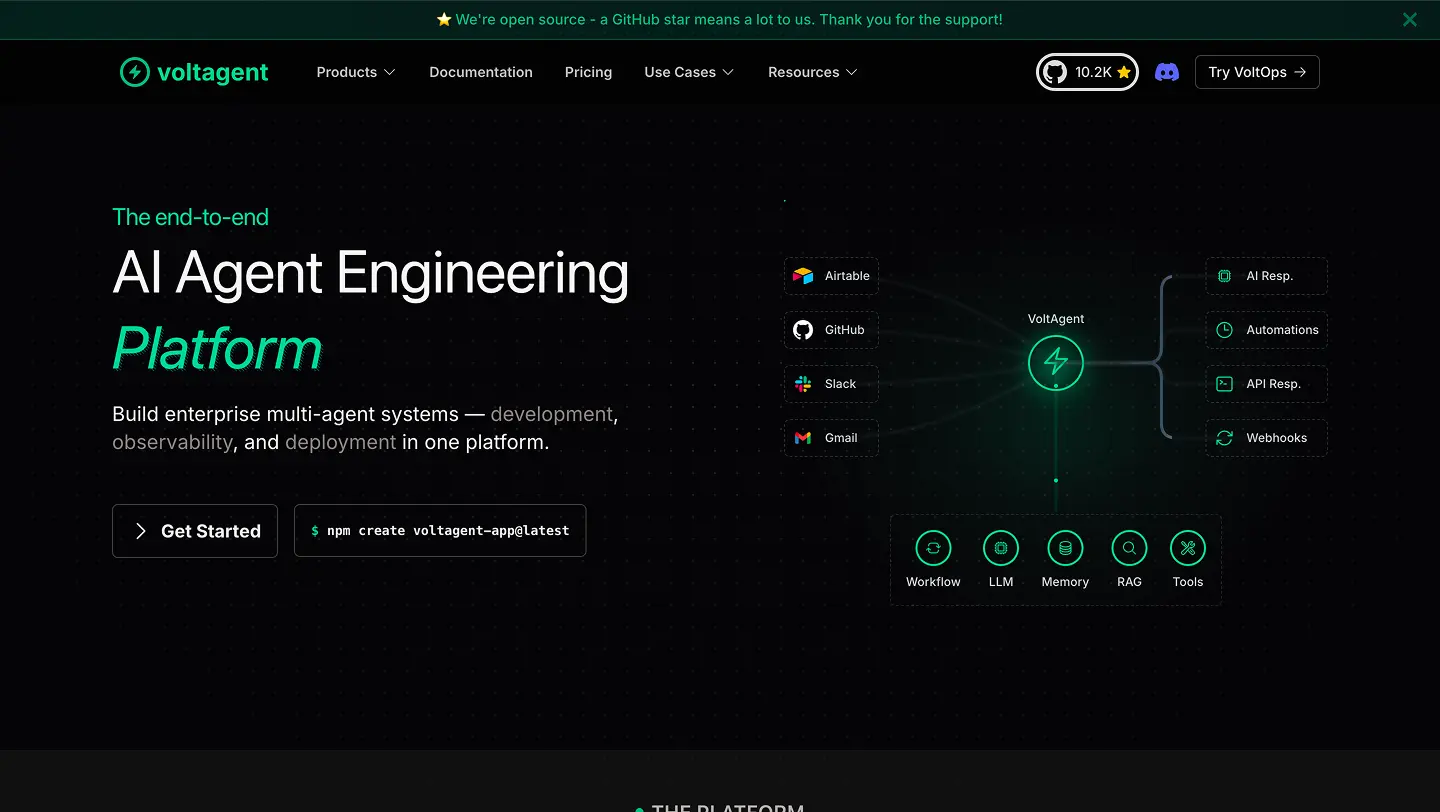 ⭐ We're open source - a GitHub star means a lot to us. Thank you for the support!
voltagent
Products
Documentation
Pricing
Use Cases
Resources
10.2K ⭐
Try VoltOps →
The end-to-end
AI Agent Engineering
Platform
Build enterprise multi-agent systems — development,
observability, and deployment in one platform.
Get Started
$ npm create voltagent-app@latest
Airtable
GitHub
Slack
Gmail
VoltAgent
AI Resp.
Automations
API Resp.
Webhooks
Workflow
LLM
Memory
RAG
Tools
THE PLATFORM